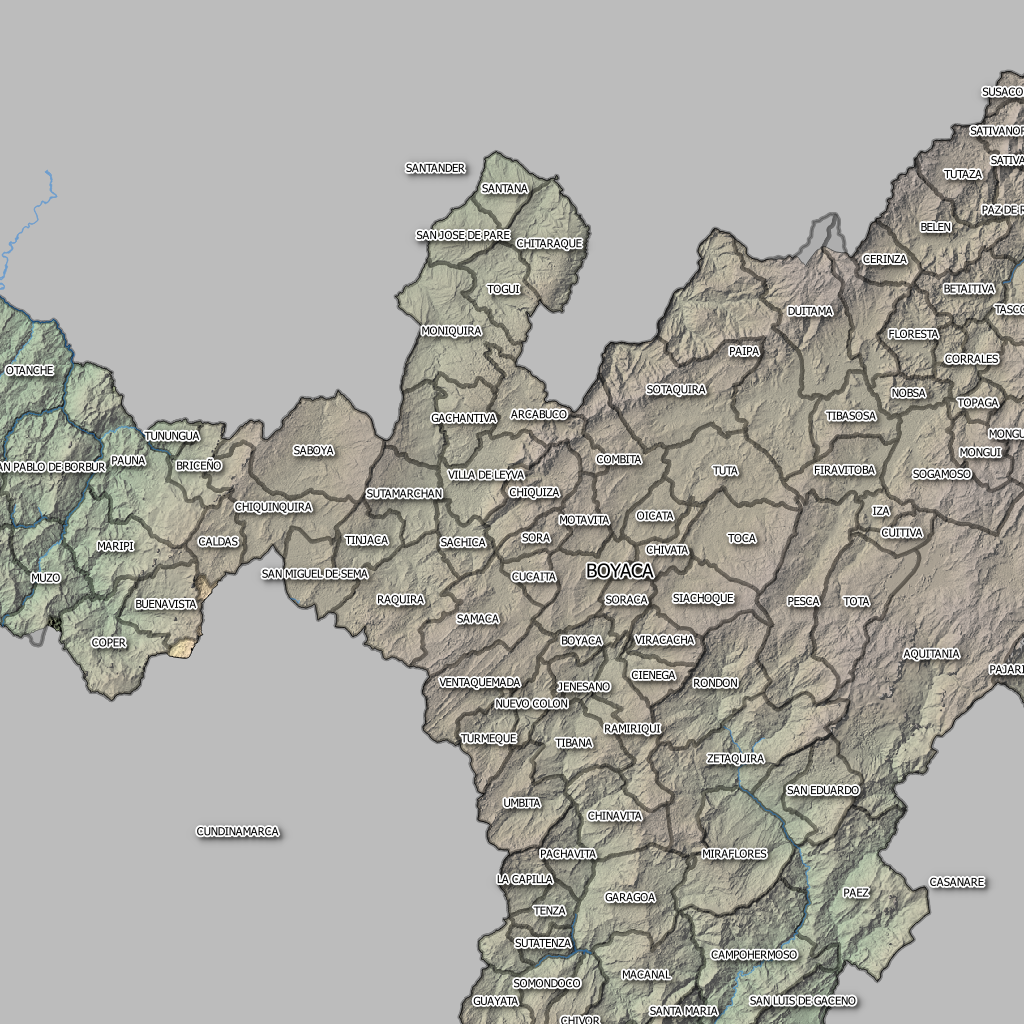 SUSACO
SATIVANOR
SATIVA
SANTANDER
TUTAZA
SANTANA
PAZ DE R
BELEN
SAN JOSE DE PARE
CHITARAQUE
CERINZA
TOGUI
BETAITIVA
TASCO
DUITAMA
MONIQUIRA
FLORESTA
PAIPA
CORRALES
OTANCHE
SOTAQUIRA
NOBSA
TOPAGA
ARCABUCO
TIBASOSA
GACHANTIVA
TUNUNGUA
MONGU
SABOYA
MONGUI
PAUNA
COMBITA
BRICEÑO
AN PABLO DE BORBUR
TUTA
FIRAVITOBA
SOGAMOSO
VILLA DE LEYVA
SUTAMARCHAN
CHIQUIZA
CHIQUINQUIRA
IZA
OICATA
MOTAVITA
CUITIVA
SORA
TOCA
TINJACA
CALDAS
SACHICA
MARIPI
CHIVATA
BOYACA
SAN MIGUEL DE SEMA
CUCAITA
MUZO
SIACHOQUE
RAQUIRA
SORACA
PESCA
TOTA
BUENAVISTA
SAMACA
BOYACA
VIRACACHA
COPER
AQUITANIA
PAJARI
CIENEGA
VENTAQUEMADA
RONDON
JENESANO
NUEVO COLON
RAMIRIQUI
TURMEQUE
TIBANA
ZETAQUIRA
SAN EDUARDO
UMBITA
CHINAVITA
CUNDINAMARCA
PACHAVITA
MIRAFLORES
LA CAPILLA
CASANARE
PAEZ
GARAGOA
TENZA
SUTATENZA
CAMPOHERMOSO
MACANAL
SOMONDOCO
GUAYATA
SAN LUIS DE GACENO
SANTA MARIA
CHIVOR